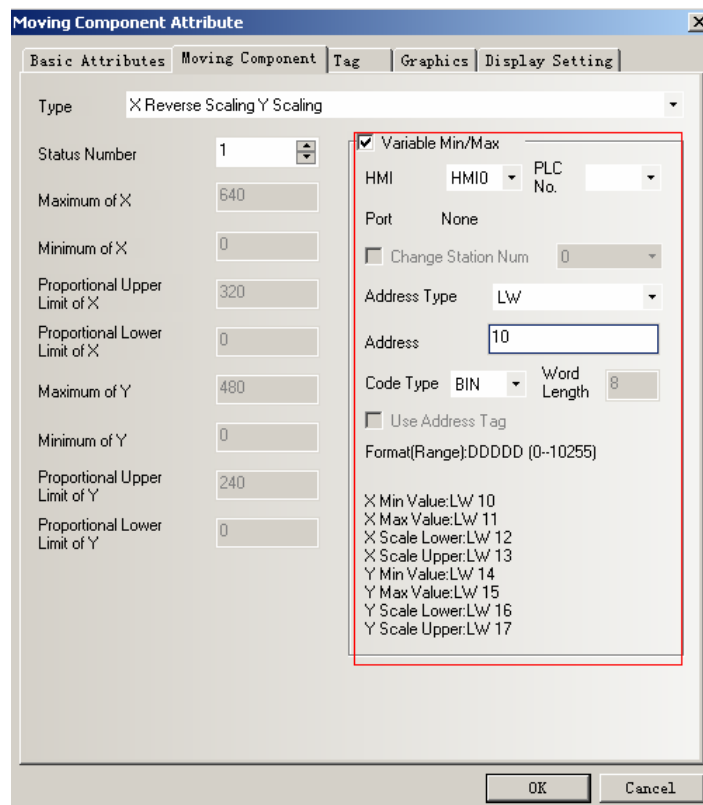 Moving Component Attribute
Basic Attributes Moving Component Tag Graphics Display Setting
Type X Reverse Scaling Y Scaling
Status Number 1
Maximum of X 640
Minimum of X 0
Proportional Upper
Limit of X 320
Proportional Lower
Limit of X 0
Maximum of Y 480
Minimum of Y 0
Proportional Upper
Limit of Y 240
Proportional Lower
Limit of Y 0
Variable Min/Max
HMI HMI0 PLC
No.
Port None
Change Station Num 0
Address Type LW
Address 10
Code Type BIN Word
Length 8
Use Address Tag
Format(Range):DDDDD (0--10255)
X Min Value:LW 10
X Max Value:LW 11
X Scale Lower:LW 12
X Scale Upper:LW 13
Y Min Value:LW 14
Y Max Value:LW 15
Y Scale Lower:LW 16
Y Scale Upper:LW 17
OK Cancel